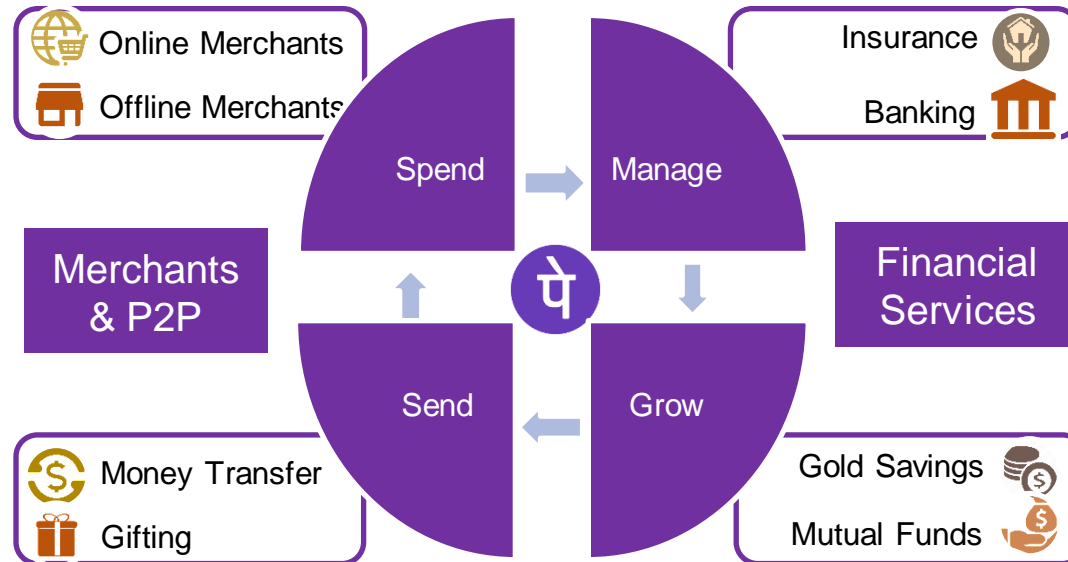 Online Merchants
Offline Merchants
Insurance
Banking
Spend
Manage
Merchants
& P2P
पे
Financial
Services
Send
Grow
Money Transfer
Gifting
Gold Savings
Mutual Funds